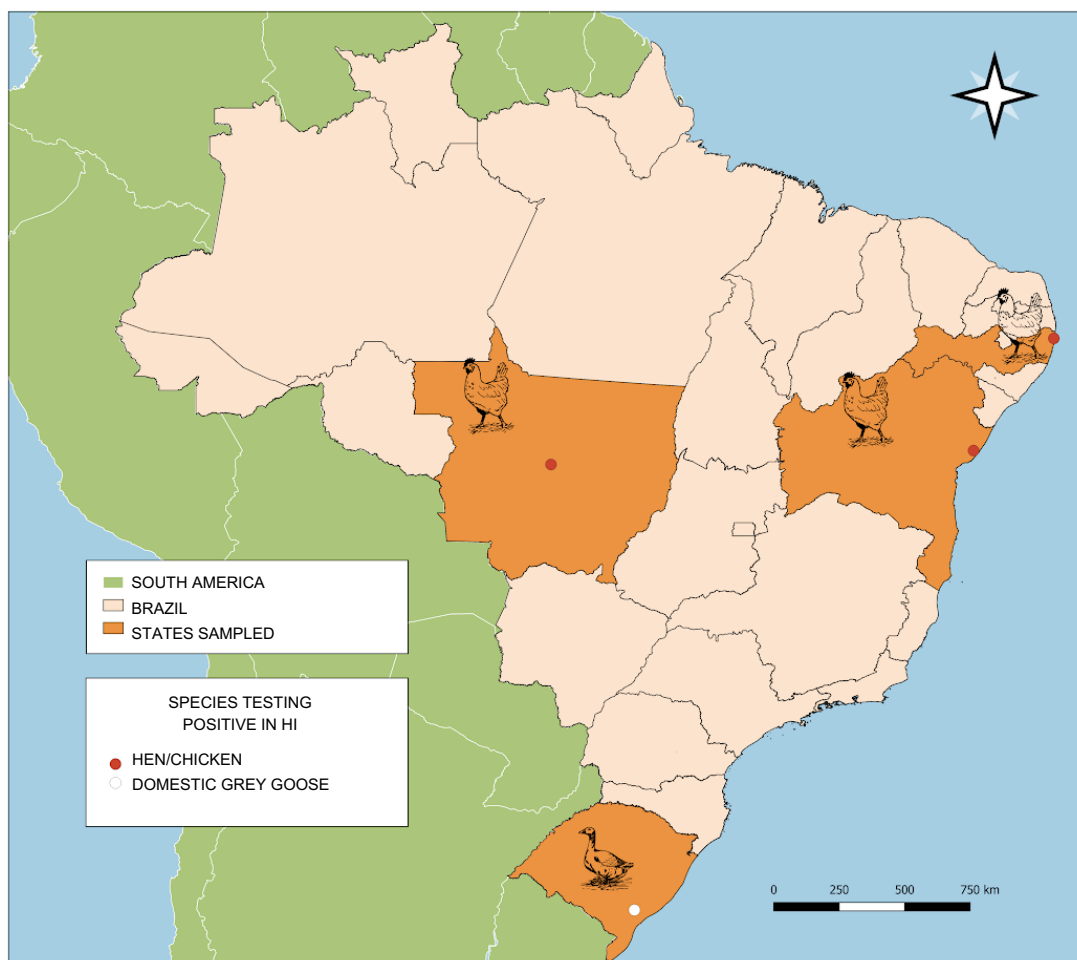 SOUTH AMERICA
BRAZIL
STATES SAMPLED
SPECIES TESTING
POSITIVE IN HI
HEN/CHICKEN
DOMESTIC GREY GOOSE
0 250 500 750 km